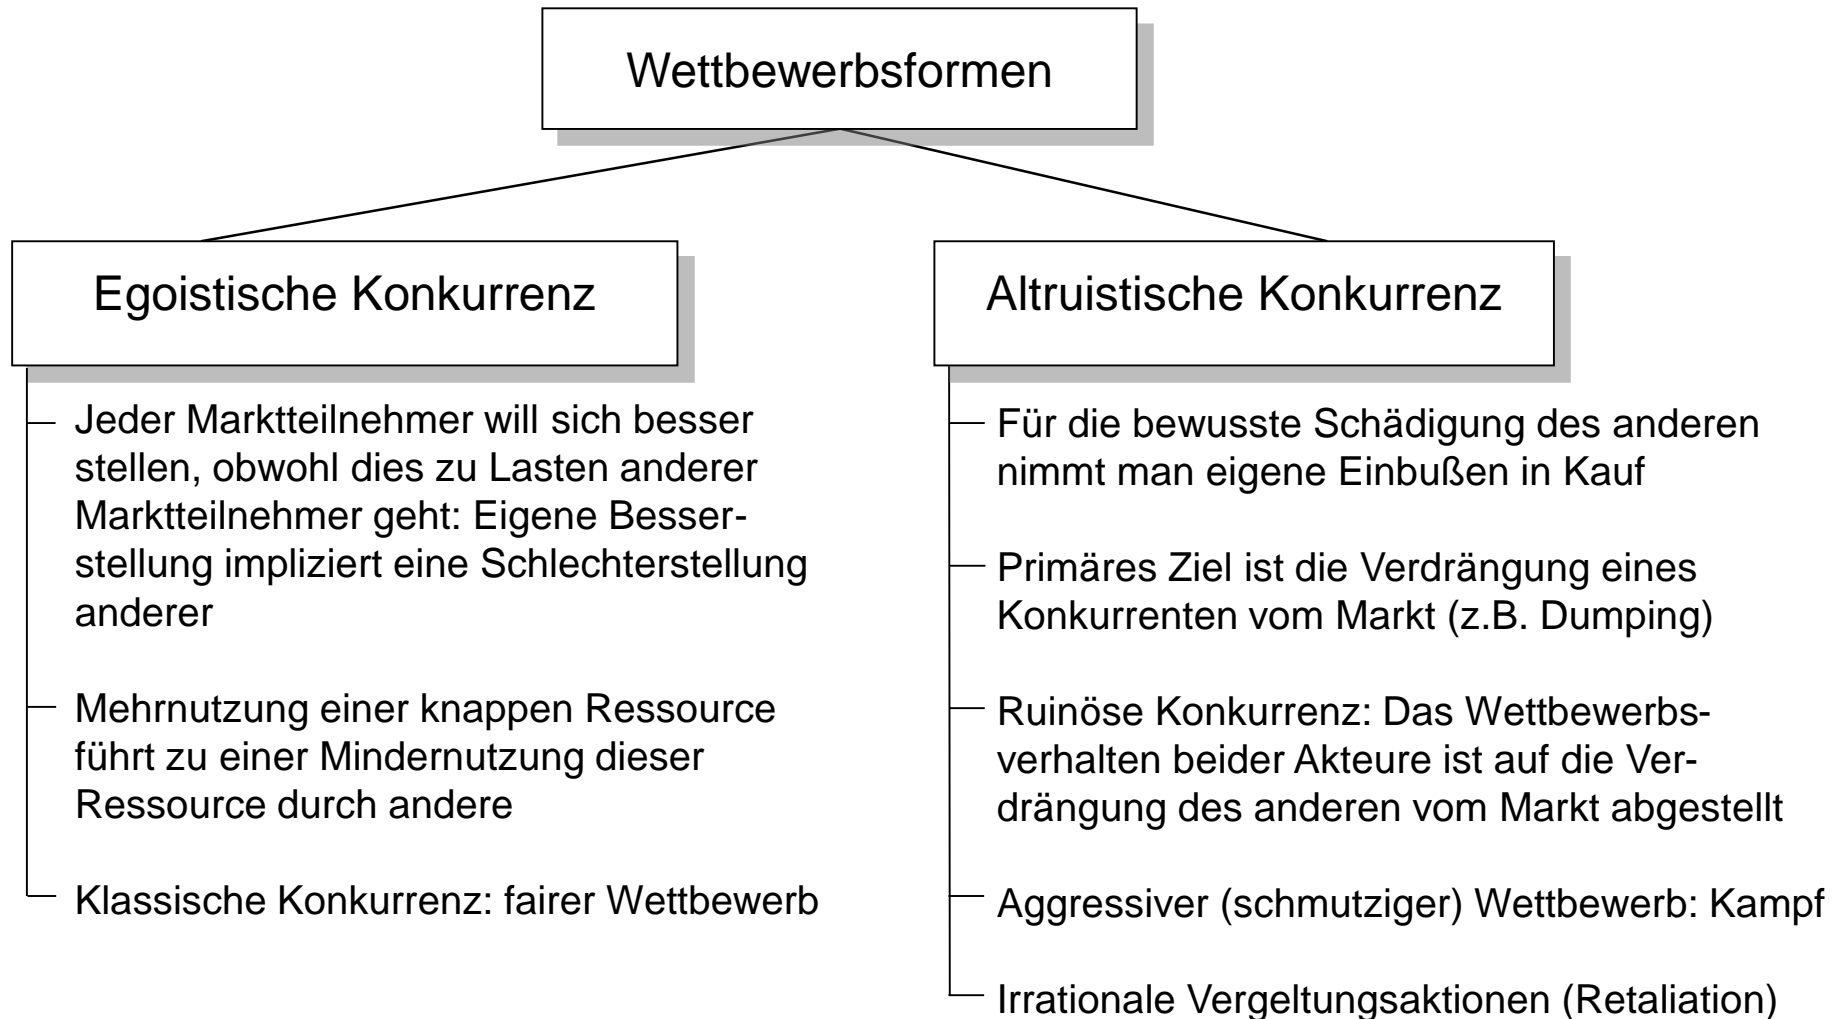 Wettbewerbsformen
Egoistische Konkurrenz
Jeder Marktteilnehmer will sich besser
stellen, obwohl dies zu Lasten anderer
Marktteilnehmer geht: Eigene Besser-
stellung impliziert eine Schlechterstellung
anderer
Mehrnutzung einer knappen Ressource
führt zu einer Mindernutzung dieser
Ressource durch andere
Klassische Konkurrenz: fairer Wettbewerb
Altruistische Konkurrenz
Für die bewusste Schädigung des anderen
nimmt man eigene Einbußen in Kauf
Primäres Ziel ist die Verdrängung eines
Konkurrenten vom Markt (z.B. Dumping)
Ruinöse Konkurrenz: Das Wettbewerbs-
verhalten beider Akteure ist auf die Ver-
drängung des anderen vom Markt abgestellt
Aggressiver (schmutziger) Wettbewerb: Kampf
Irrationale Vergeltungsaktionen (Retaliation)